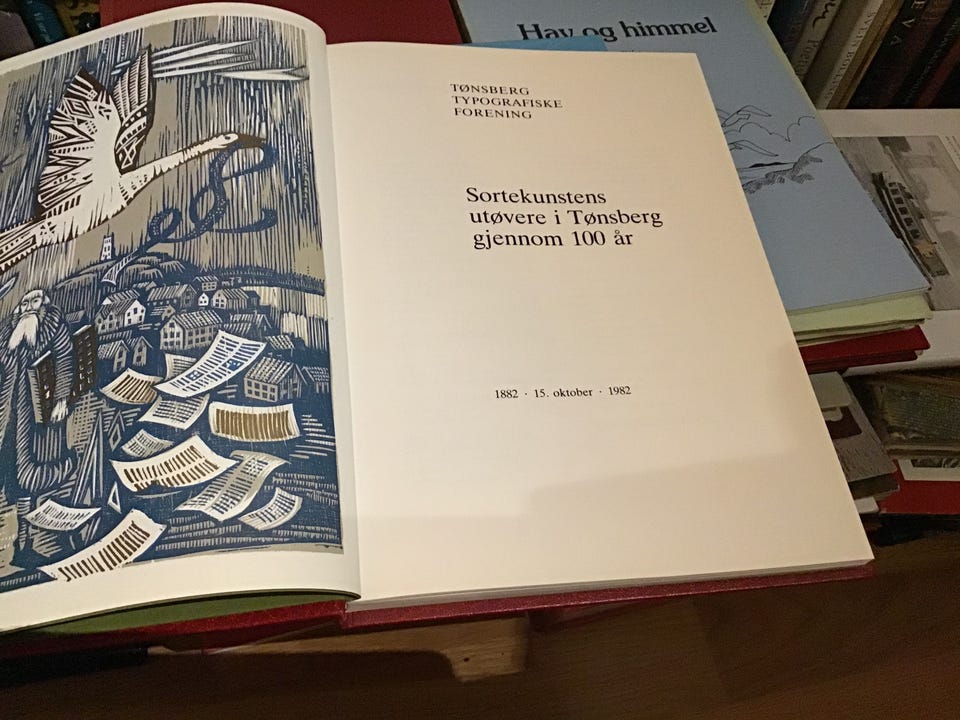 Hav og himmel
TØNSBERG
TYPOGRAFISKE
FORENING
Sortekunstens
utøvere i Tønsberg
gjennom 100 år
1882 · 15. oktober · 1982